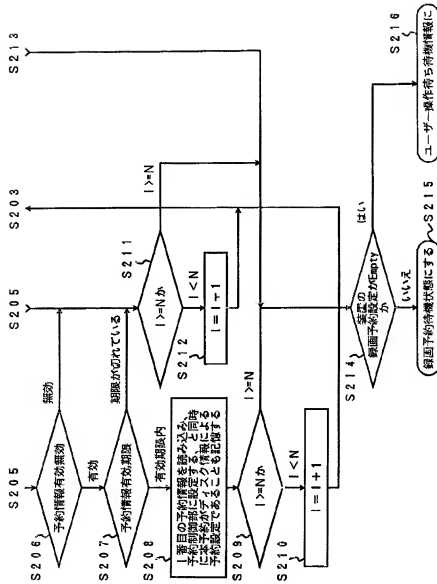 S205
S205
S203
S213
S206
予約情報有効,無効
無効
有効
S207
予約情報有効,期限
期限が切れている
有効期限内
S208
I番目の予約情報を読み込み、
予約制御部に設定する、と同時
に本予約がディスク情報による
予約設定であることも記憶する
S211
I>=Nか
I>=N
I<N
S212
I=I+1
S209
I>=Nか
I>=N
I<N
S210
I=I+1
S214
装置の
録画予約設定がEmpty
か
はい
いいえ
S215
録画予約待機状態にする
S216
ユーザー操作待ち待機情報に